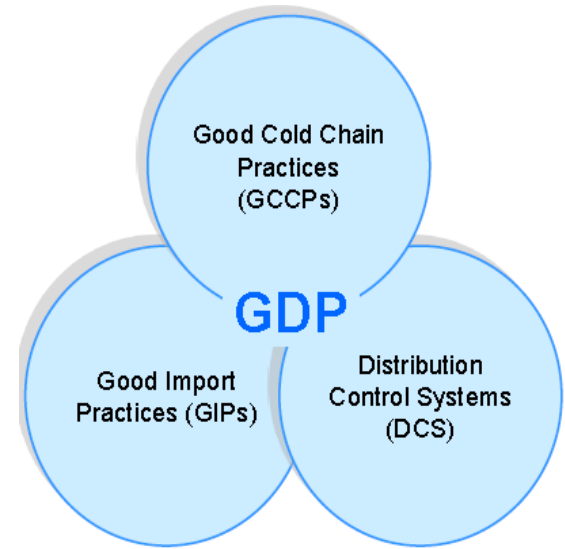 Good Cold Chain
Practices
(GCCPs)
GDP
Good Import
Practices (GIPs)
Distribution
Control Systems
(DCS)